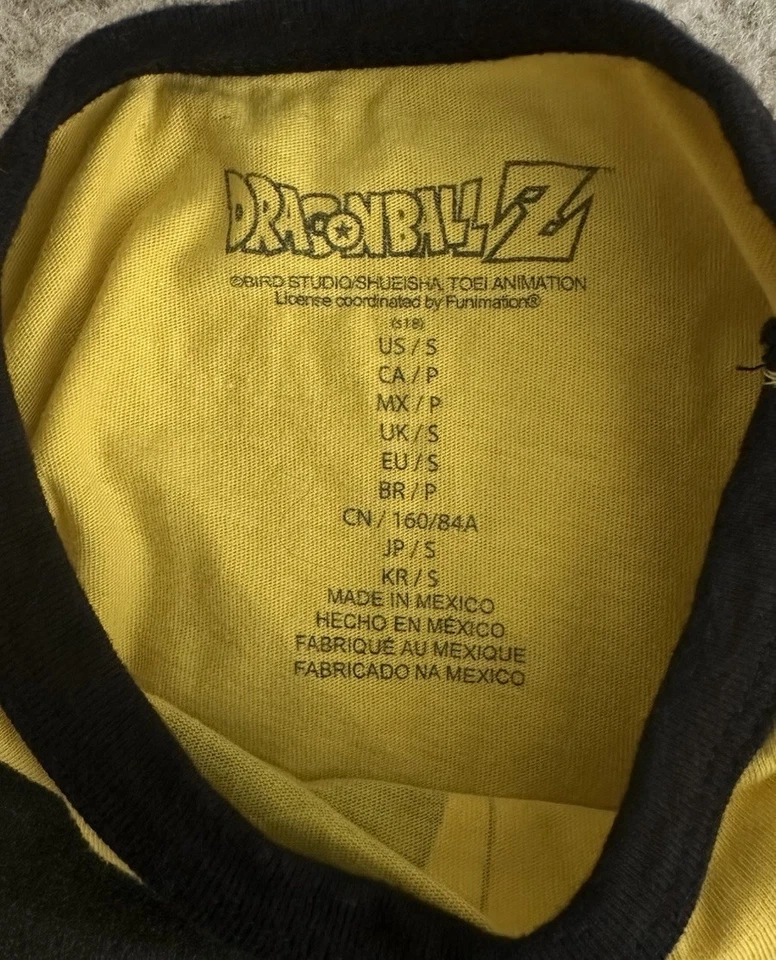 DRAGONBALL Z™
©BIRD STUDIO/SHUEISHA, TOEI ANIMATION
License coordinated by Funimation®
(s18)
US / S
CA / P
MX / P
UK / S
EU / S
BR / P
CN / 160/84A
JP / S
KR / S
MADE IN MEXICO
HECHO EN MÉXICO
FABRIQUÉ AU MEXIQUE
FABRICADO NA MEXICO